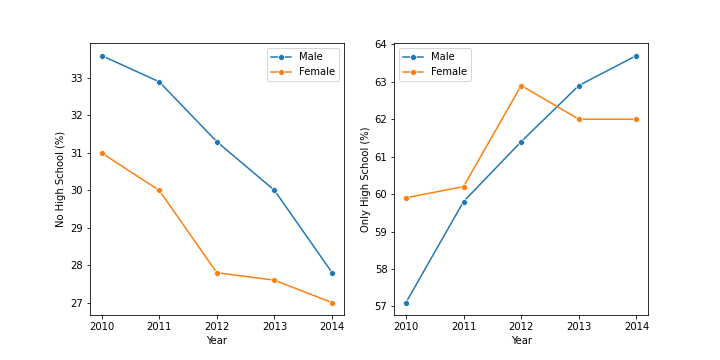 No High School (%)
33
32
31
30
29
28
27
2010 2011 2012 2013 2014
Year
Male
Female
Only High School (%)
64
63
62
61
60
59
58
57
2010 2011 2012 2013 2014
Year
Male
Female